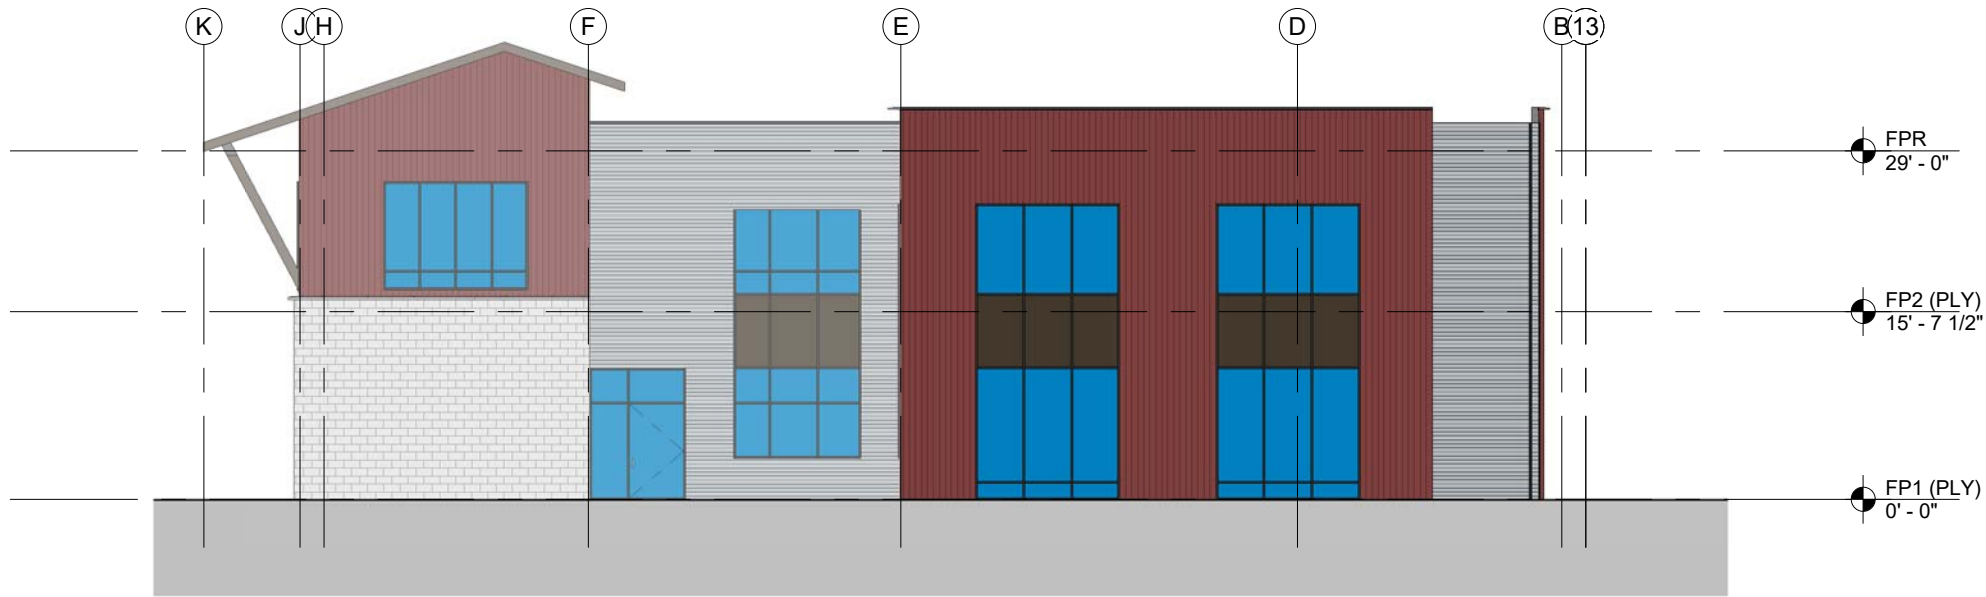 K J H F E D B 13
FPR
29' - 0"
FP2 (PLY)
15' - 7 1/2"
FP1 (PLY)
0' - 0"